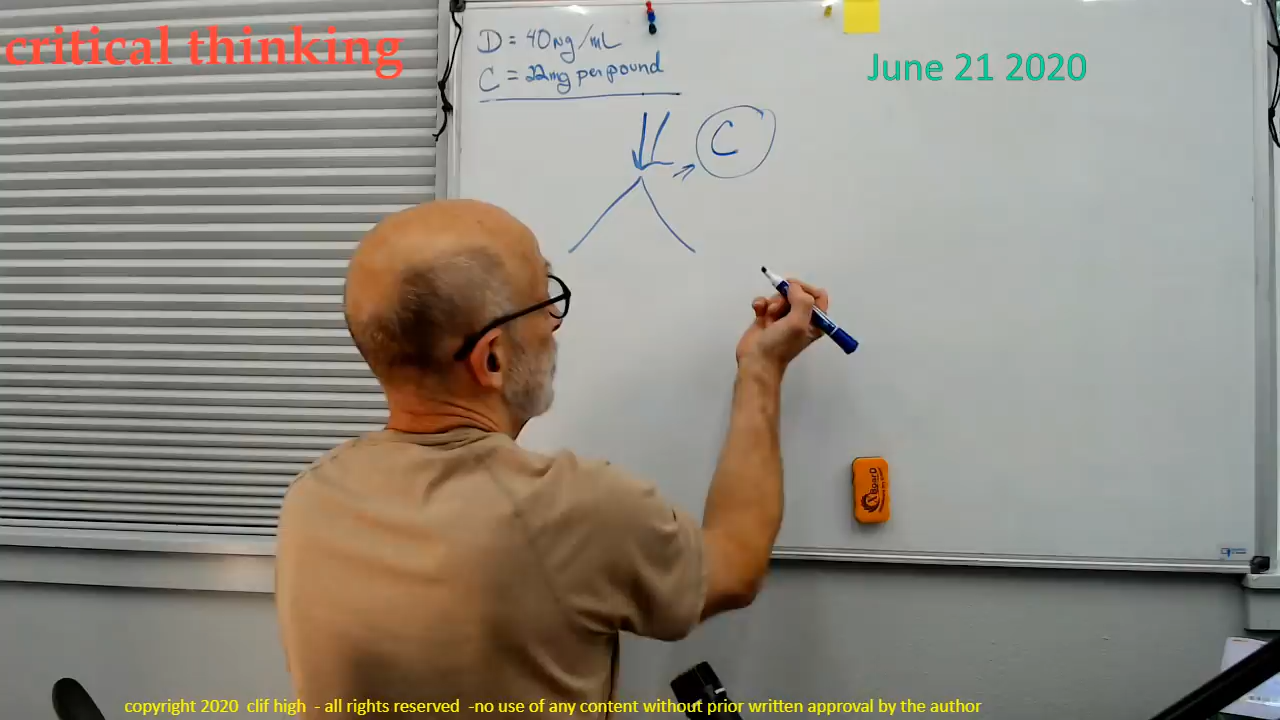 critical thinking
D = 40ng/mL
C = 22mg per pound
June 21 2020
C
XBoarD
copyright 2020 clif high - all rights reserved -no use of any content without prior written approval by the author